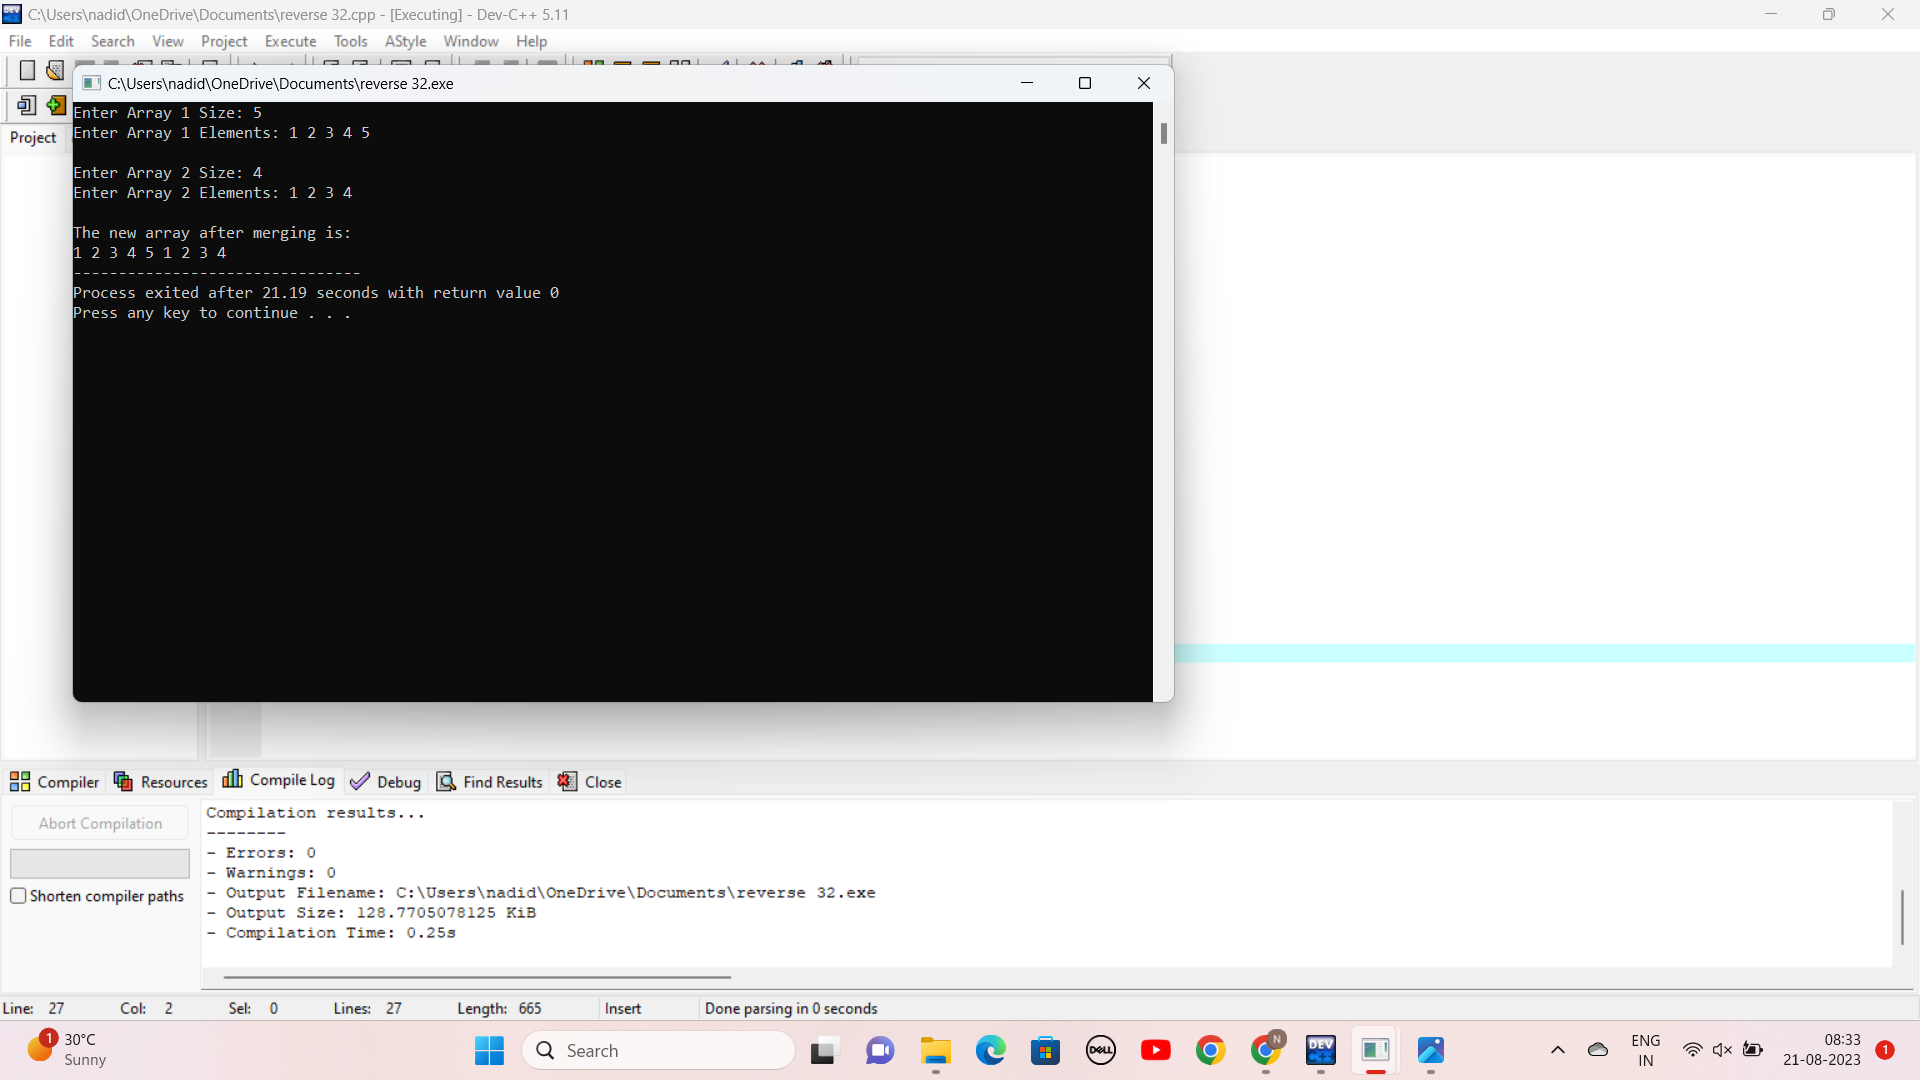 C:\Users\nadid\OneDrive\Documents\reverse 32.cpp - [Executing] - Dev-C++ 5.11
File Edit Search View Project Execute Tools AStyle Window Help
C:\Users\nadid\OneDrive\Documents\reverse 32.exe
Project
Enter Array 1 Size: 5
Enter Array 1 Elements: 1 2 3 4 5
Enter Array 2 Size: 4
Enter Array 2 Elements: 1 2 3 4
The new array after merging is:
1 2 3 4 5 1 2 3 4
--------------------------------
Process exited after 21.19 seconds with return value 0
Press any key to continue . . .
Compiler Resources Compile Log Debug Find Results Close
Abort Compilation
Shorten compiler paths
Compilation results...
--------
- Errors: 0
- Warnings: 0
- Output Filename: C:\Users\nadid\OneDrive\Documents\reverse 32.exe
- Output Size: 128.7705078125 KiB
- Compilation Time: 0.25s
Line: 27 Col: 2 Sel: 0 Lines: 27 Length: 665 Insert Done parsing in 0 seconds
1
30°C
Sunny
Search
DELL
N
DEV
ENG
IN
08:33
21-08-2023
1